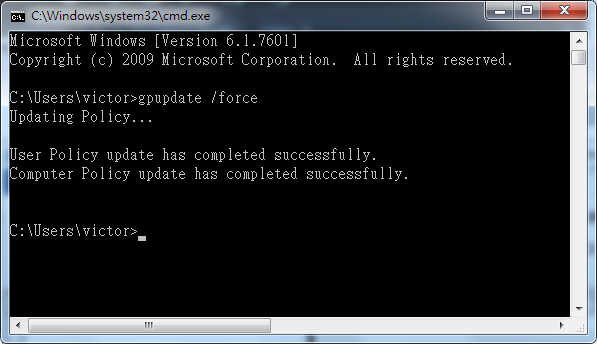 C:\Windows\system32\cmd.exe
Microsoft Windows [Version 6.1.7601]
Copyright (c) 2009 Microsoft Corporation.  All rights reserved.
C:\Users\victor>gpupdate /force
Updating Policy...
User Policy update has completed successfully.
Computer Policy update has completed successfully.
C:\Users\victor>_